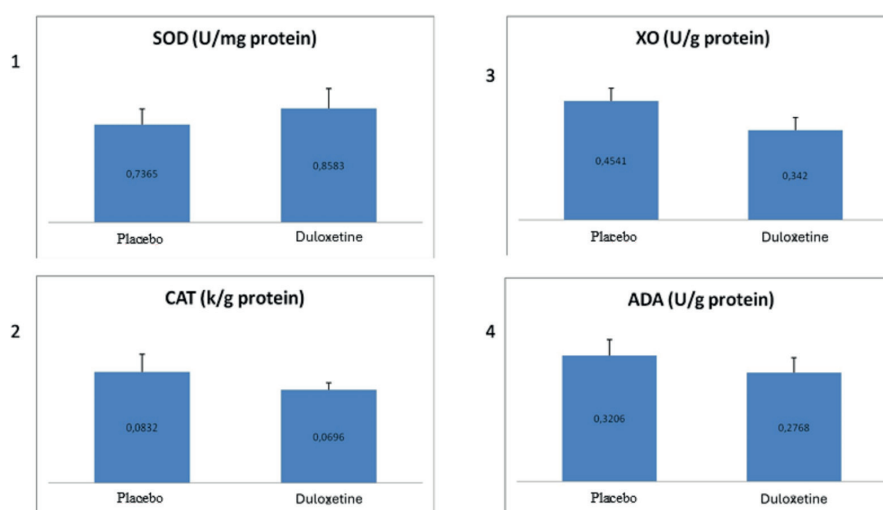 1
SOD (U/mg protein)
0,7365
0,8583
Placebo
Duloxetine
2
CAT (k/g protein)
0,0832
0,0696
Placebo
Duloxetine
3
XO (U/g protein)
0,4541
0,342
Placebo
Duloxetine
4
ADA (U/g protein)
0,3206
0,2768
Placebo
Duloxetine